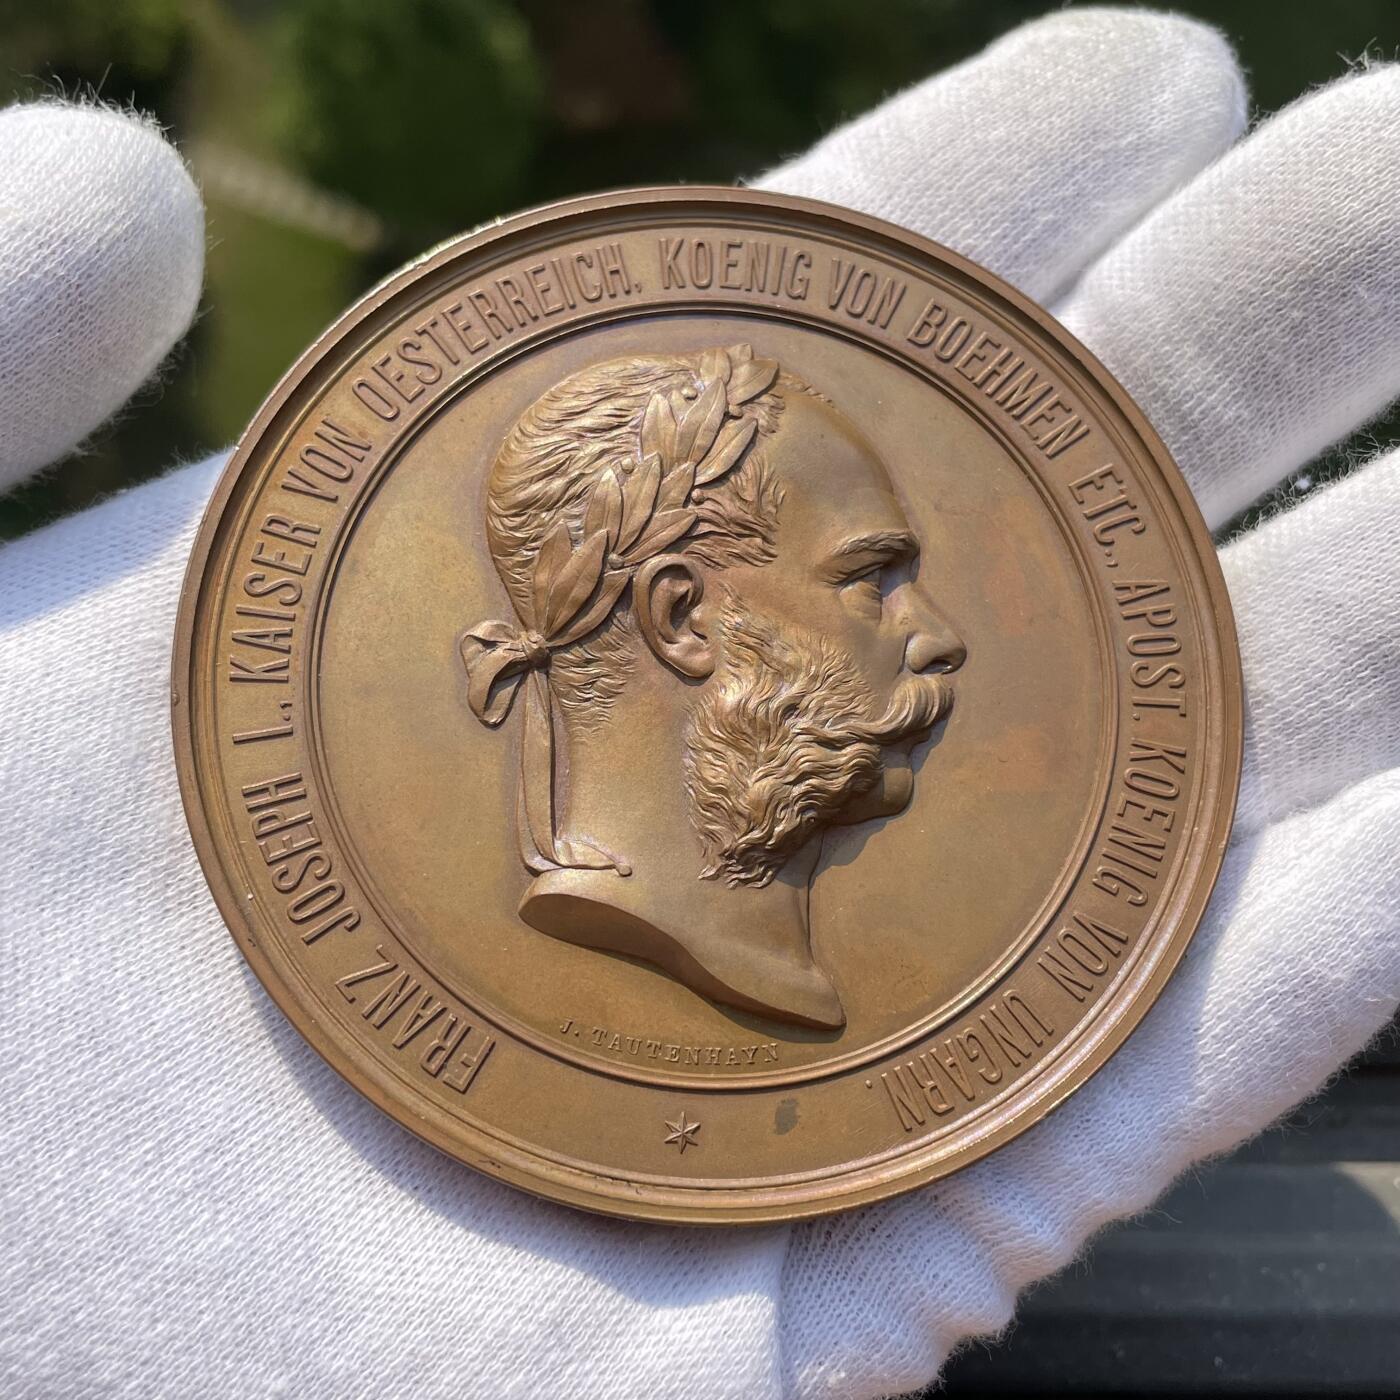 FRANZ JOSEPH I., KAISER VON OESTERREICH, KOENIG VON BOEHMEN ETC., APOST. KOENIG VON UNGARN.
J. TAUTENHAYN